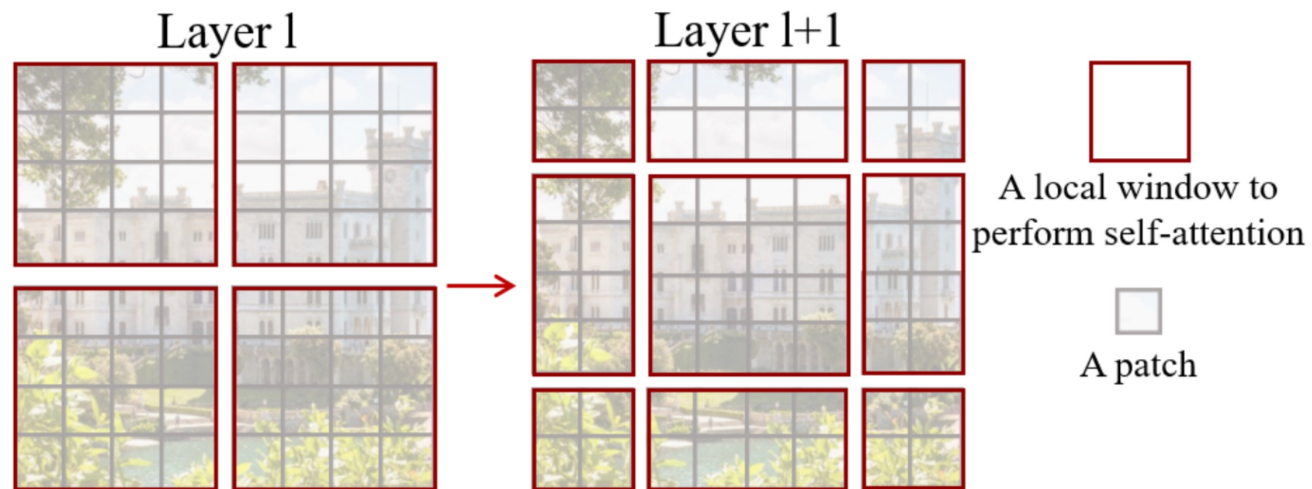 Layer l
Layer l+1
A local window to
perform self-attention
A patch